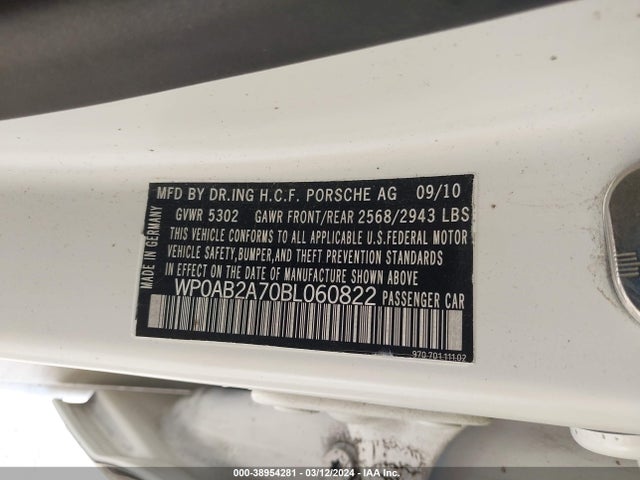 MFD BY DR.ING H.C.F. PORSCHE AG 09/10
GVWR 5302 GAWR FRONT/REAR 2568/2943 LBS
THIS VEHICLE CONFORMS TO ALL APPLICABLE U.S.FEDERAL MOTOR
VEHICLE SAFETY,BUMPER,AND THEFT PREVENTION STANDARDS
IN EFFECT ON THE DATE OF MANUFACTURE SHOWN ABOVE.
WP0AB2A70BL060822 PASSENGER CAR
MADE IN GERMANY
970.701.111.02
000-38954281 - 03/12/2024 - IAA Inc.